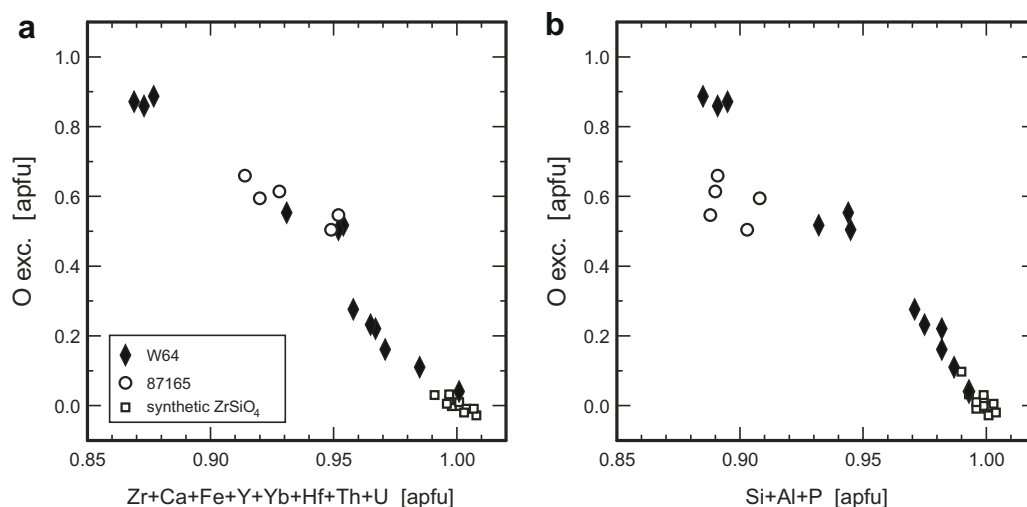 a
b
1.0
0.8
0.6
0.4
0.2
0.0
O exc. [apfu]
W64
87165
synthetic ZrSiO₄
0.85
0.90
0.95
1.00
Zr+Ca+Fe+Y+Yb+Hf+Th+U [apfu]
1.0
0.8
0.6
0.4
0.2
0.0
O exc. [apfu]
0.85
0.90
0.95
1.00
Si+Al+P [apfu]